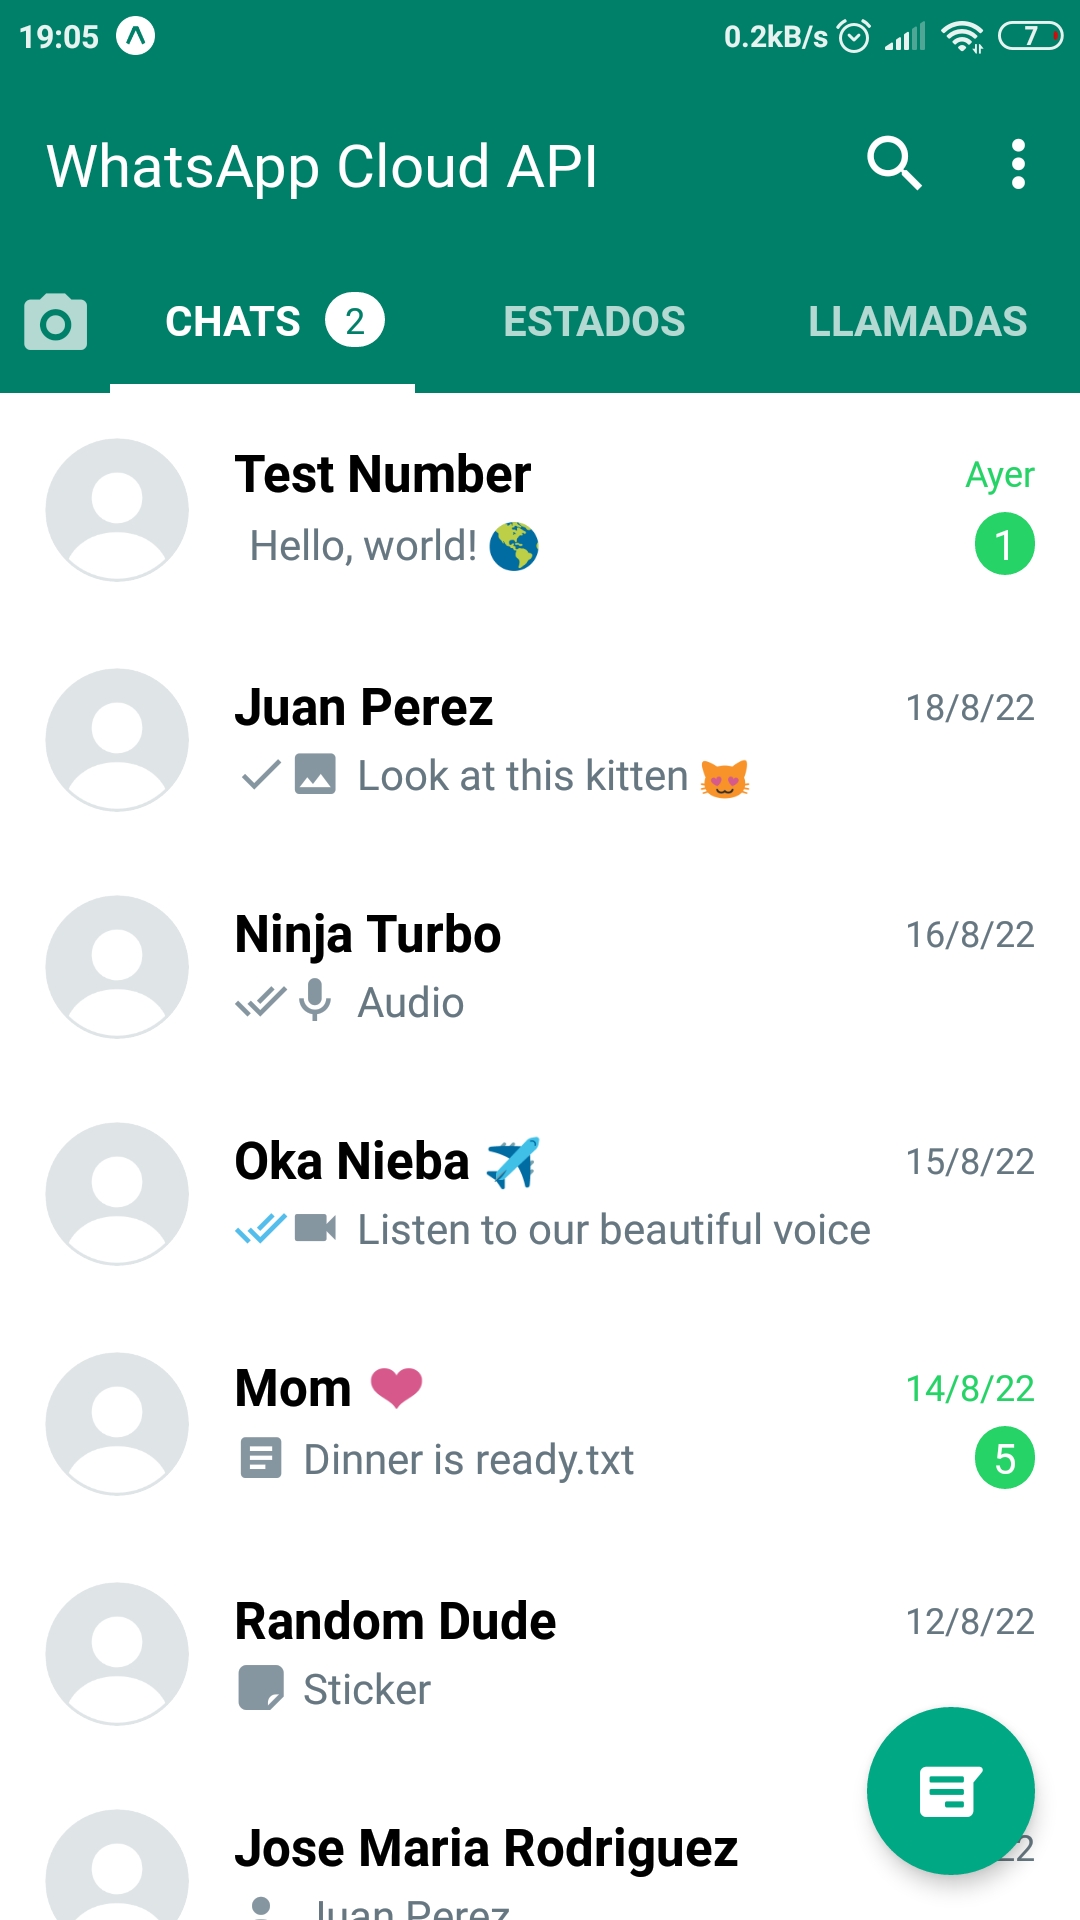 19:05 0.2kB/s 7
WhatsApp Cloud API
CHATS 2 ESTADOS LLAMADAS
Test Number Ayer
Hello, world! 🌎 1
Juan Perez 18/8/22
Look at this kitten 😻
Ninja Turbo 16/8/22
Audio
Oka Nieba ✈️ 15/8/22
Listen to our beautiful voice
Mom ❤️ 14/8/22
Dinner is ready.txt 5
Random Dude 12/8/22
Sticker
Jose Maria Rodriguez 22
Juan Perez